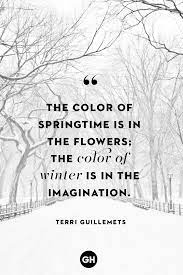 “
THE COLOR OF
SPRINGTIME IS IN
THE FLOWERS;
THE color of
winter IS IN THE
IMAGINATION.
TERRI GUILLEMETS
GH